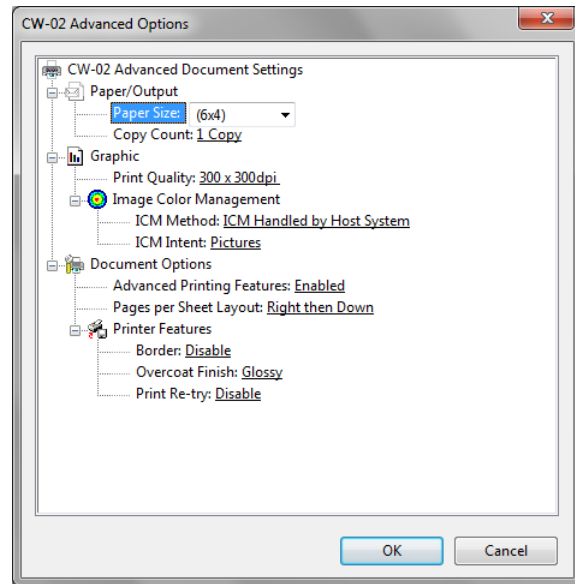 CW-02 Advanced Options
CW-02 Advanced Document Settings
Paper/Output
Paper Size: (6x4)
Copy Count: 1 Copy
Graphic
Print Quality: 300 x 300dpi
Image Color Management
ICM Method: ICM Handled by Host System
ICM Intent: Pictures
Document Options
Advanced Printing Features: Enabled
Pages per Sheet Layout: Right then Down
Printer Features
Border: Disable
Overcoat Finish: Glossy
Print Re-try: Disable
OK Cancel